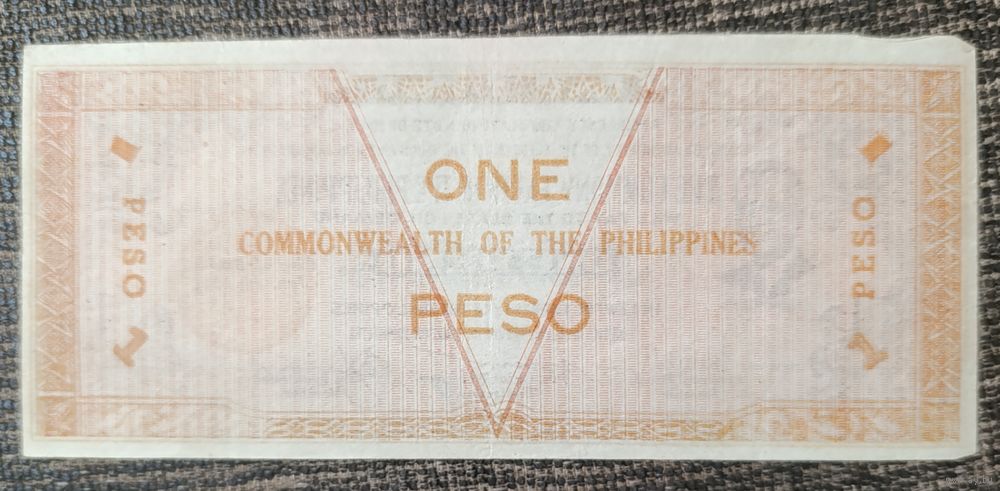 ONE
COMMONWEALTH OF THE PHILIPPINES
PESO
PESO
1
PESO
1